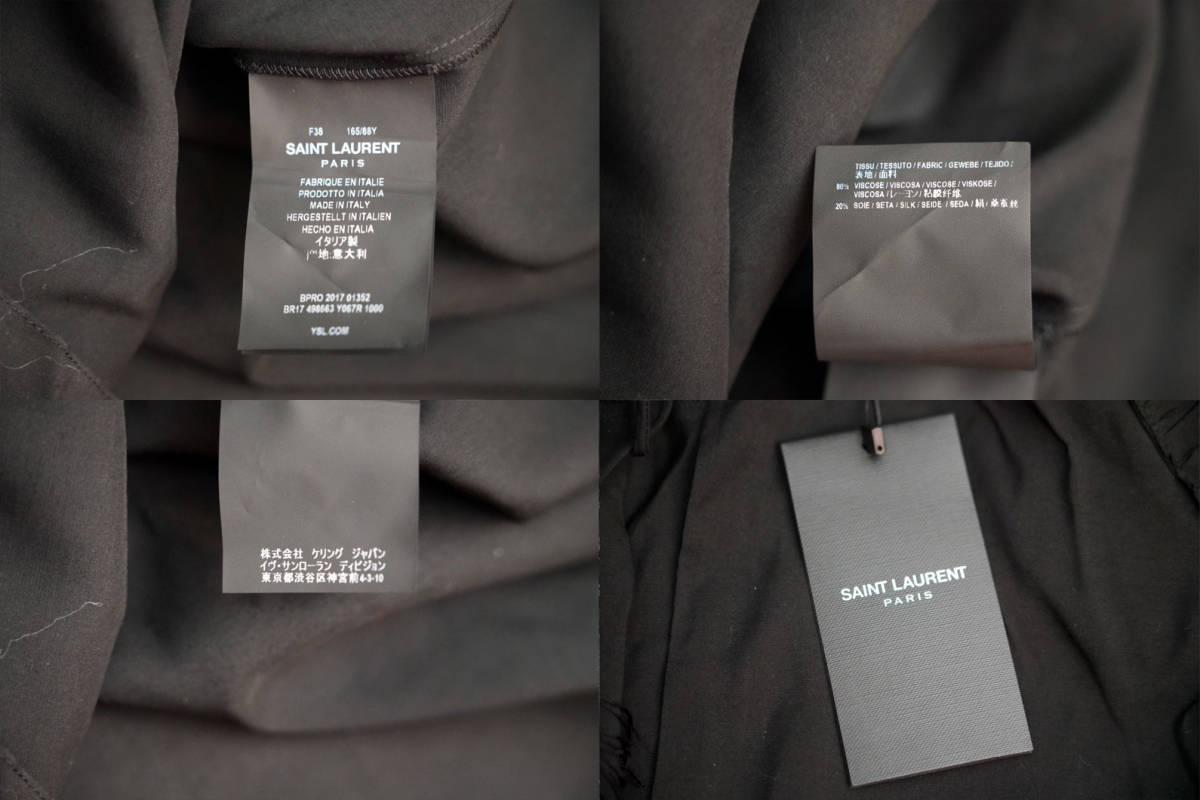 F38 165/88Y
SAINT LAURENT
PARIS
FABRIQUE EN ITALIE
PRODOTTO IN ITALIA
MADE IN ITALY
HERGESTELLT IN ITALIEN
HECHO EN ITALIA
イタリア製
地:意大利
BPRO 2017 01352
BR17 498663 Y067R 1000
YSL.COM
TISSU / TESSUTO / FABRIC / GEWEBE / TEJIDO /
表地 / 面料
80% VISCOSE / VISCOSA / VISCOSE / VISKOSE /
VISCOSA / レーヨン / 粘胶纤维
20% SOIE / SETA / SILK / SEIDE / SEDA / 絹 / 桑蚕丝
株式会社 ケリング ジャパン
イヴ・サンローラン ディビジョン
東京都渋谷区神宮前4-3-10
SAINT LAURENT
PARIS